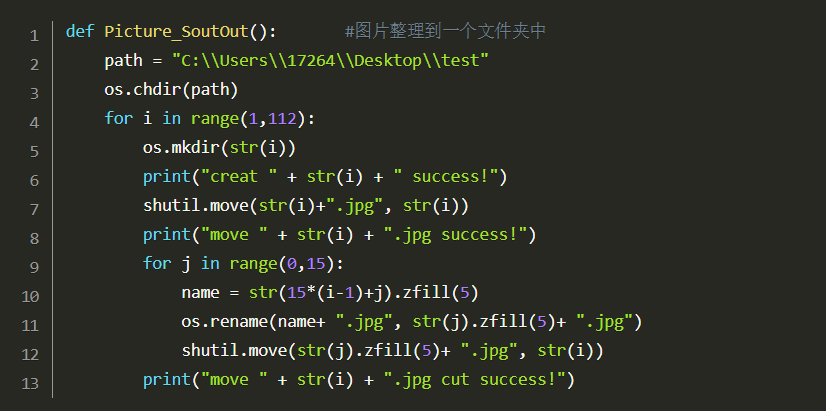 1 def Picture_SoutOut():       #图片整理到一个文件夹中
2     path = "C:\\Users\\17264\\Desktop\\test"
3     os.chdir(path)
4     for i in range(1,112):
5         os.mkdir(str(i))
6         print("creat " + str(i) + " success!")
7         shutil.move(str(i)+".jpg", str(i))
8         print("move " + str(i) + ".jpg success!")
9         for j in range(0,15):
10             name = str(15*(i-1)+j).zfill(5)
11             os.rename(name+ ".jpg", str(j).zfill(5)+ ".jpg")
12             shutil.move(str(j).zfill(5)+ ".jpg", str(i))
13         print("move " + str(i) + ".jpg cut success!")